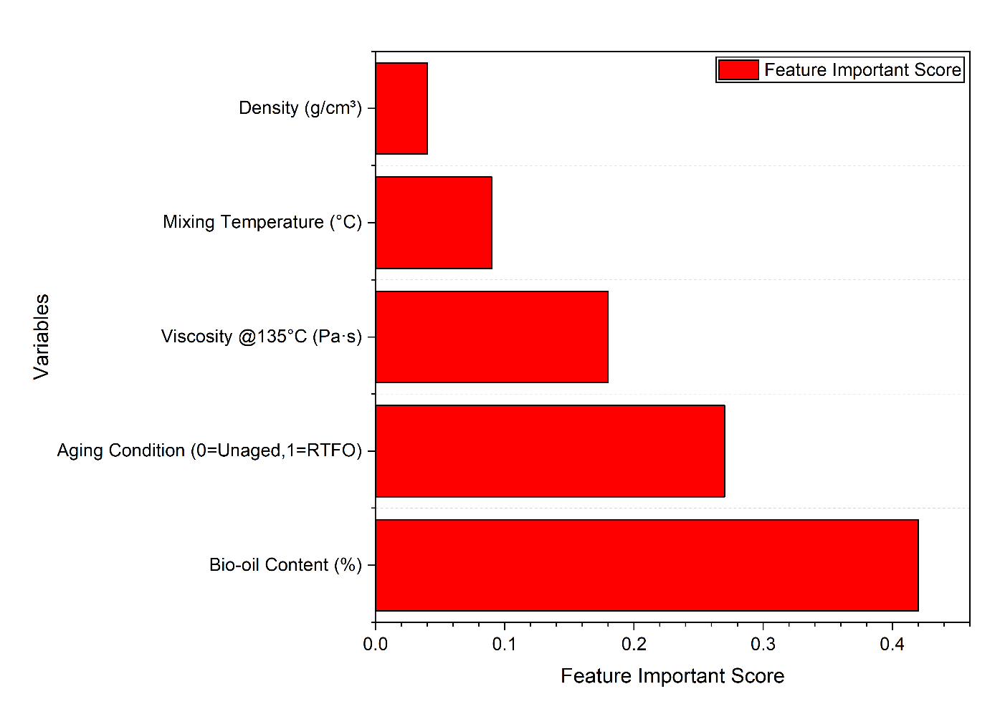 Feature Important Score
Density (g/cm³)
Mixing Temperature (°C)
Viscosity @135°C (Pa·s)
Aging Condition (0=Unaged,1=RTFO)
Bio-oil Content (%)
Variables
0.0 0.1 0.2 0.3 0.4
Feature Important Score